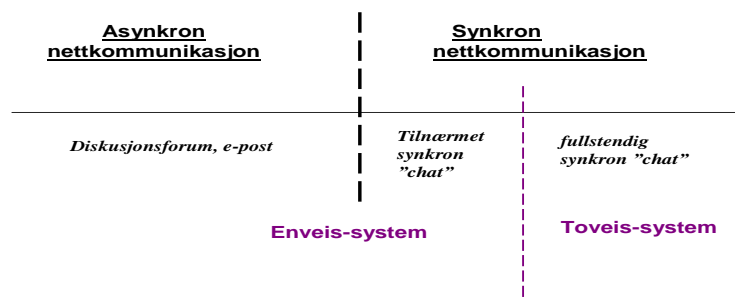 Asynkron
nettkommunikasjon
Synkron
nettkommunikasjon
Diskusjonsforum, e-post
Tilnærmet
synkron
”chat”
fullstendig
synkron ”chat”
Enveis-system
Toveis-system